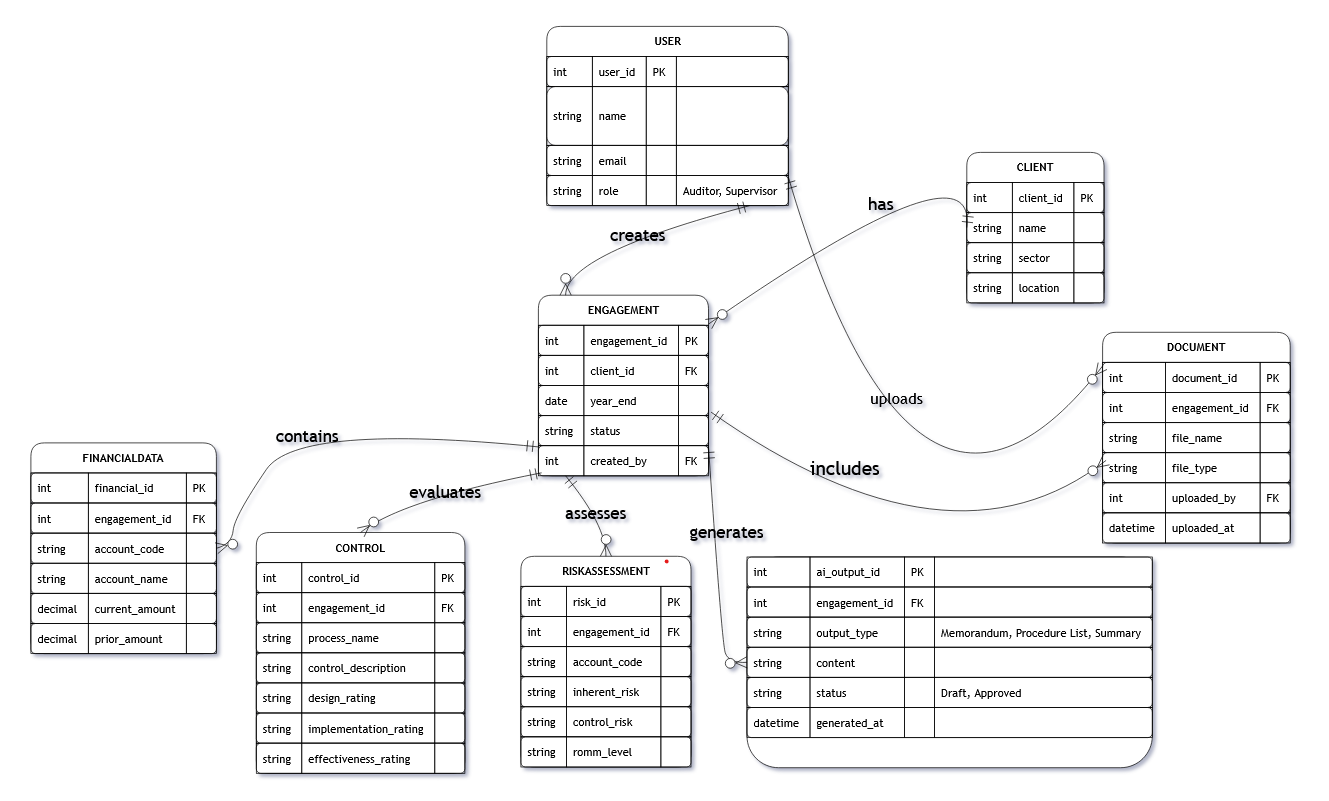 USER
int user_id PK
string name
string email
string role Auditor, Supervisor
CLIENT
int client_id PK
string name
string sector
string location
has
creates
ENGAGEMENT
int engagement_id PK
int client_id FK
date year_end
string status
int created_by FK
DOCUMENT
int document_id PK
int engagement_id FK
string file_name
string file_type
int uploaded_by FK
datetime uploaded_at
uploads
includes
contains
evaluates
assesses
generates
FINANCIALDATA
int financial_id PK
int engagement_id FK
string account_code
string account_name
decimal current_amount
decimal prior_amount
CONTROL
int control_id PK
int engagement_id FK
string process_name
string control_description
string design_rating
string implementation_rating
string effectiveness_rating
RISKASSESSMENT
int risk_id PK
int engagement_id FK
string account_code
string inherent_risk
string control_risk
string romm_level
int ai_output_id PK
int engagement_id FK
string output_type Memorandum, Procedure List, Summary
string content
string status Draft, Approved
datetime generated_at